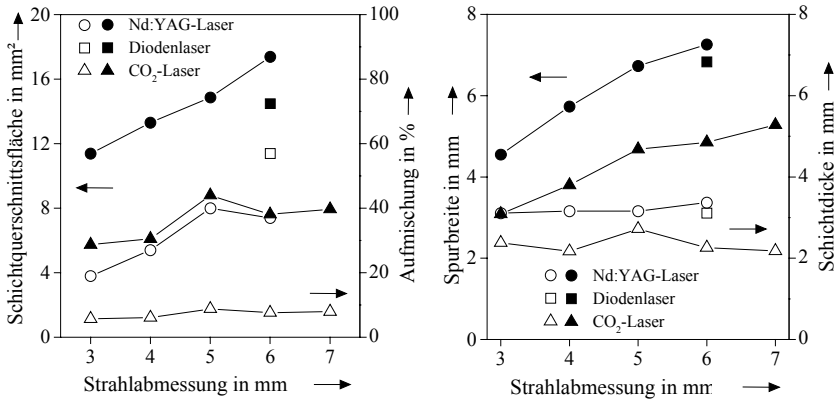 Schichtquerschnittsfläche in mm²
20
16
12
8
4
0
Nd:YAG-Laser
Diodenlaser
CO₂-Laser
100
80
60
40
20
0
Aufmischung in %
3 4 5 6 7
Strahlabmessung in mm
Spurbreite in mm
8
6
4
2
0
Nd:YAG-Laser
Diodenlaser
CO₂-Laser
8
6
4
2
0
Schichtdicke in mm
3 4 5 6 7
Strahlabmessung in mm